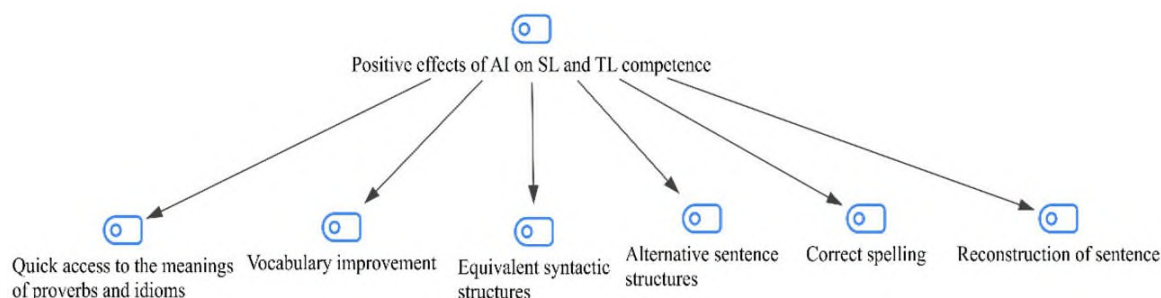 Positive effects of AI on SL and TL competence
Quick access to the meanings
of proverbs and idioms
Vocabulary improvement
Equivalent syntactic
structures
Alternative sentence
structures
Correct spelling
Reconstruction of sentence